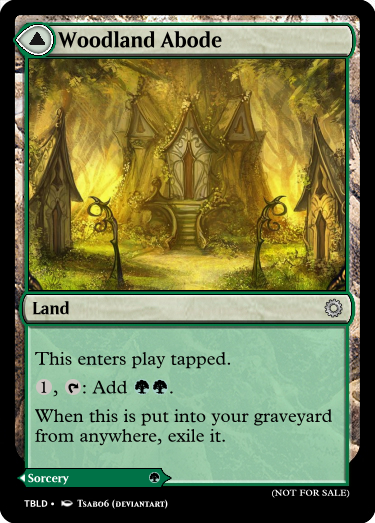 Woodland Abode
Land
This enters play tapped.
1, : Add .
When this is put into your graveyard
from anywhere, exile it.
Sorcery
(NOT FOR SALE)
TBLD • Tsabo6 (deviantart)